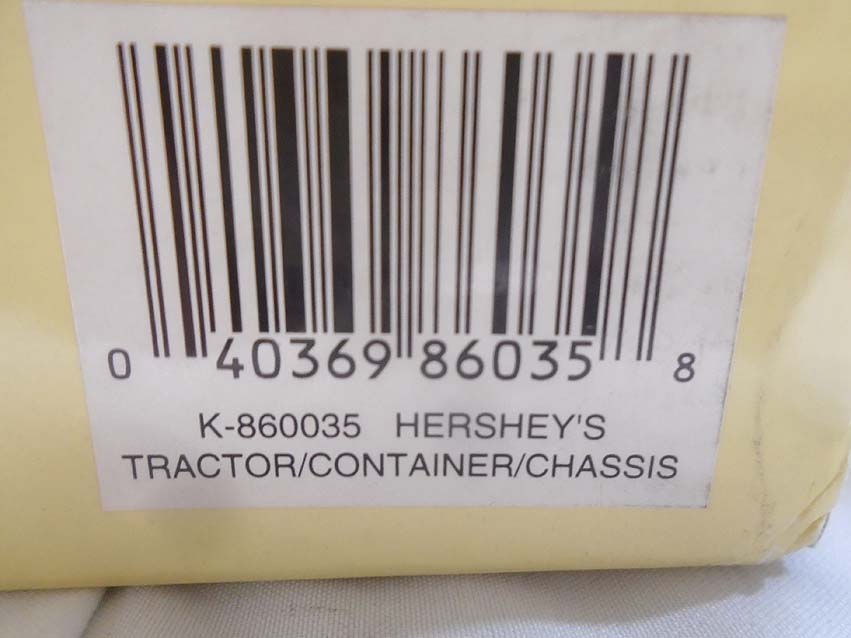 0 40369 86035 8
K-860035 HERSHEY'S
TRACTOR/CONTAINER/CHASSIS